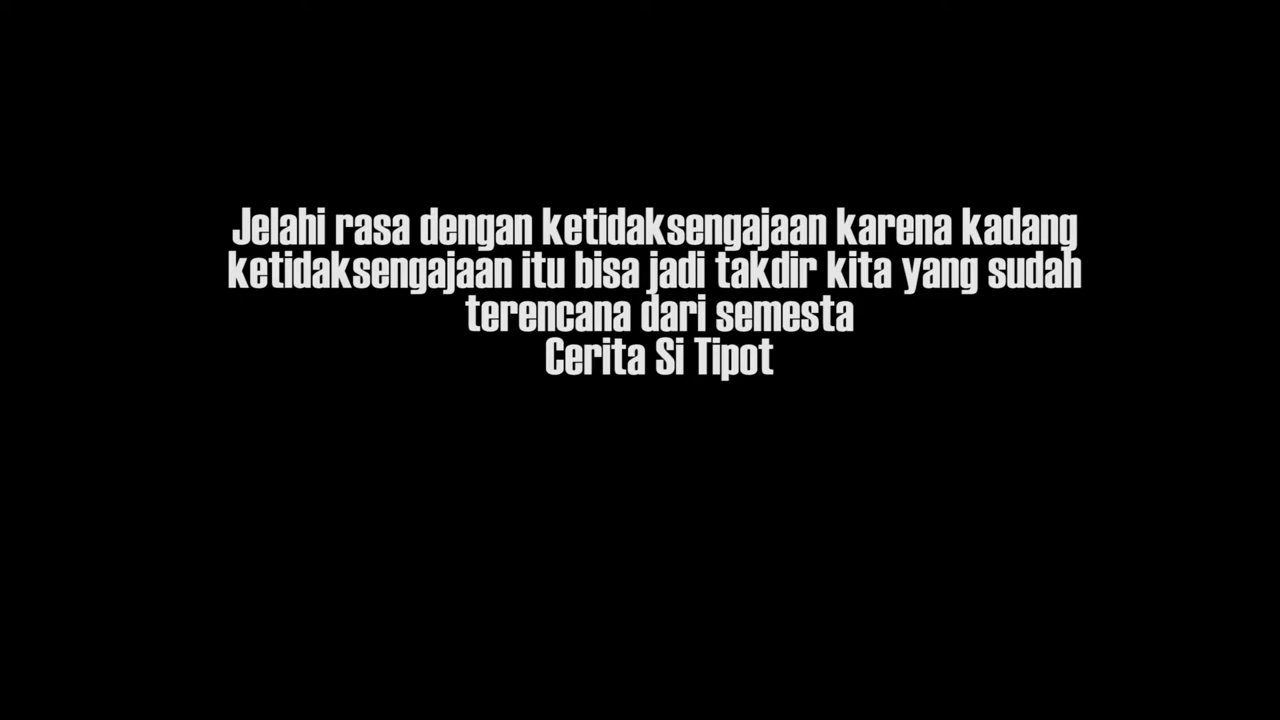 Jelahi rasa dengan ketidaksengajaan karena kadang
ketidaksengajaan itu bisa jadi takdir kita yang sudah
terencana dari semesta
Cerita Si Tipot